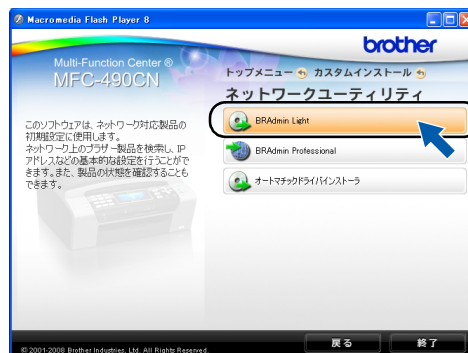 Macromedia Flash Player 8
brother
Multi-Function Center ®
MFC-490CN
トップメニュー カスタムインストール
ネットワークユーティリティ
このソフトウェアは、ネットワーク対応製品の
初期設定に使用します。
ネットワーク上のブラザー製品を検索し、IP
アドレスなどの基本的な設定を行うことがで
きます。また、製品の状態を確認することも
できます。
BRAdmin Light
BRAdmin Professional
オートマチックドライバインストーラ
© 2001-2008 Brother Industries, Ltd. All Rights Reserved.
戻る
終了